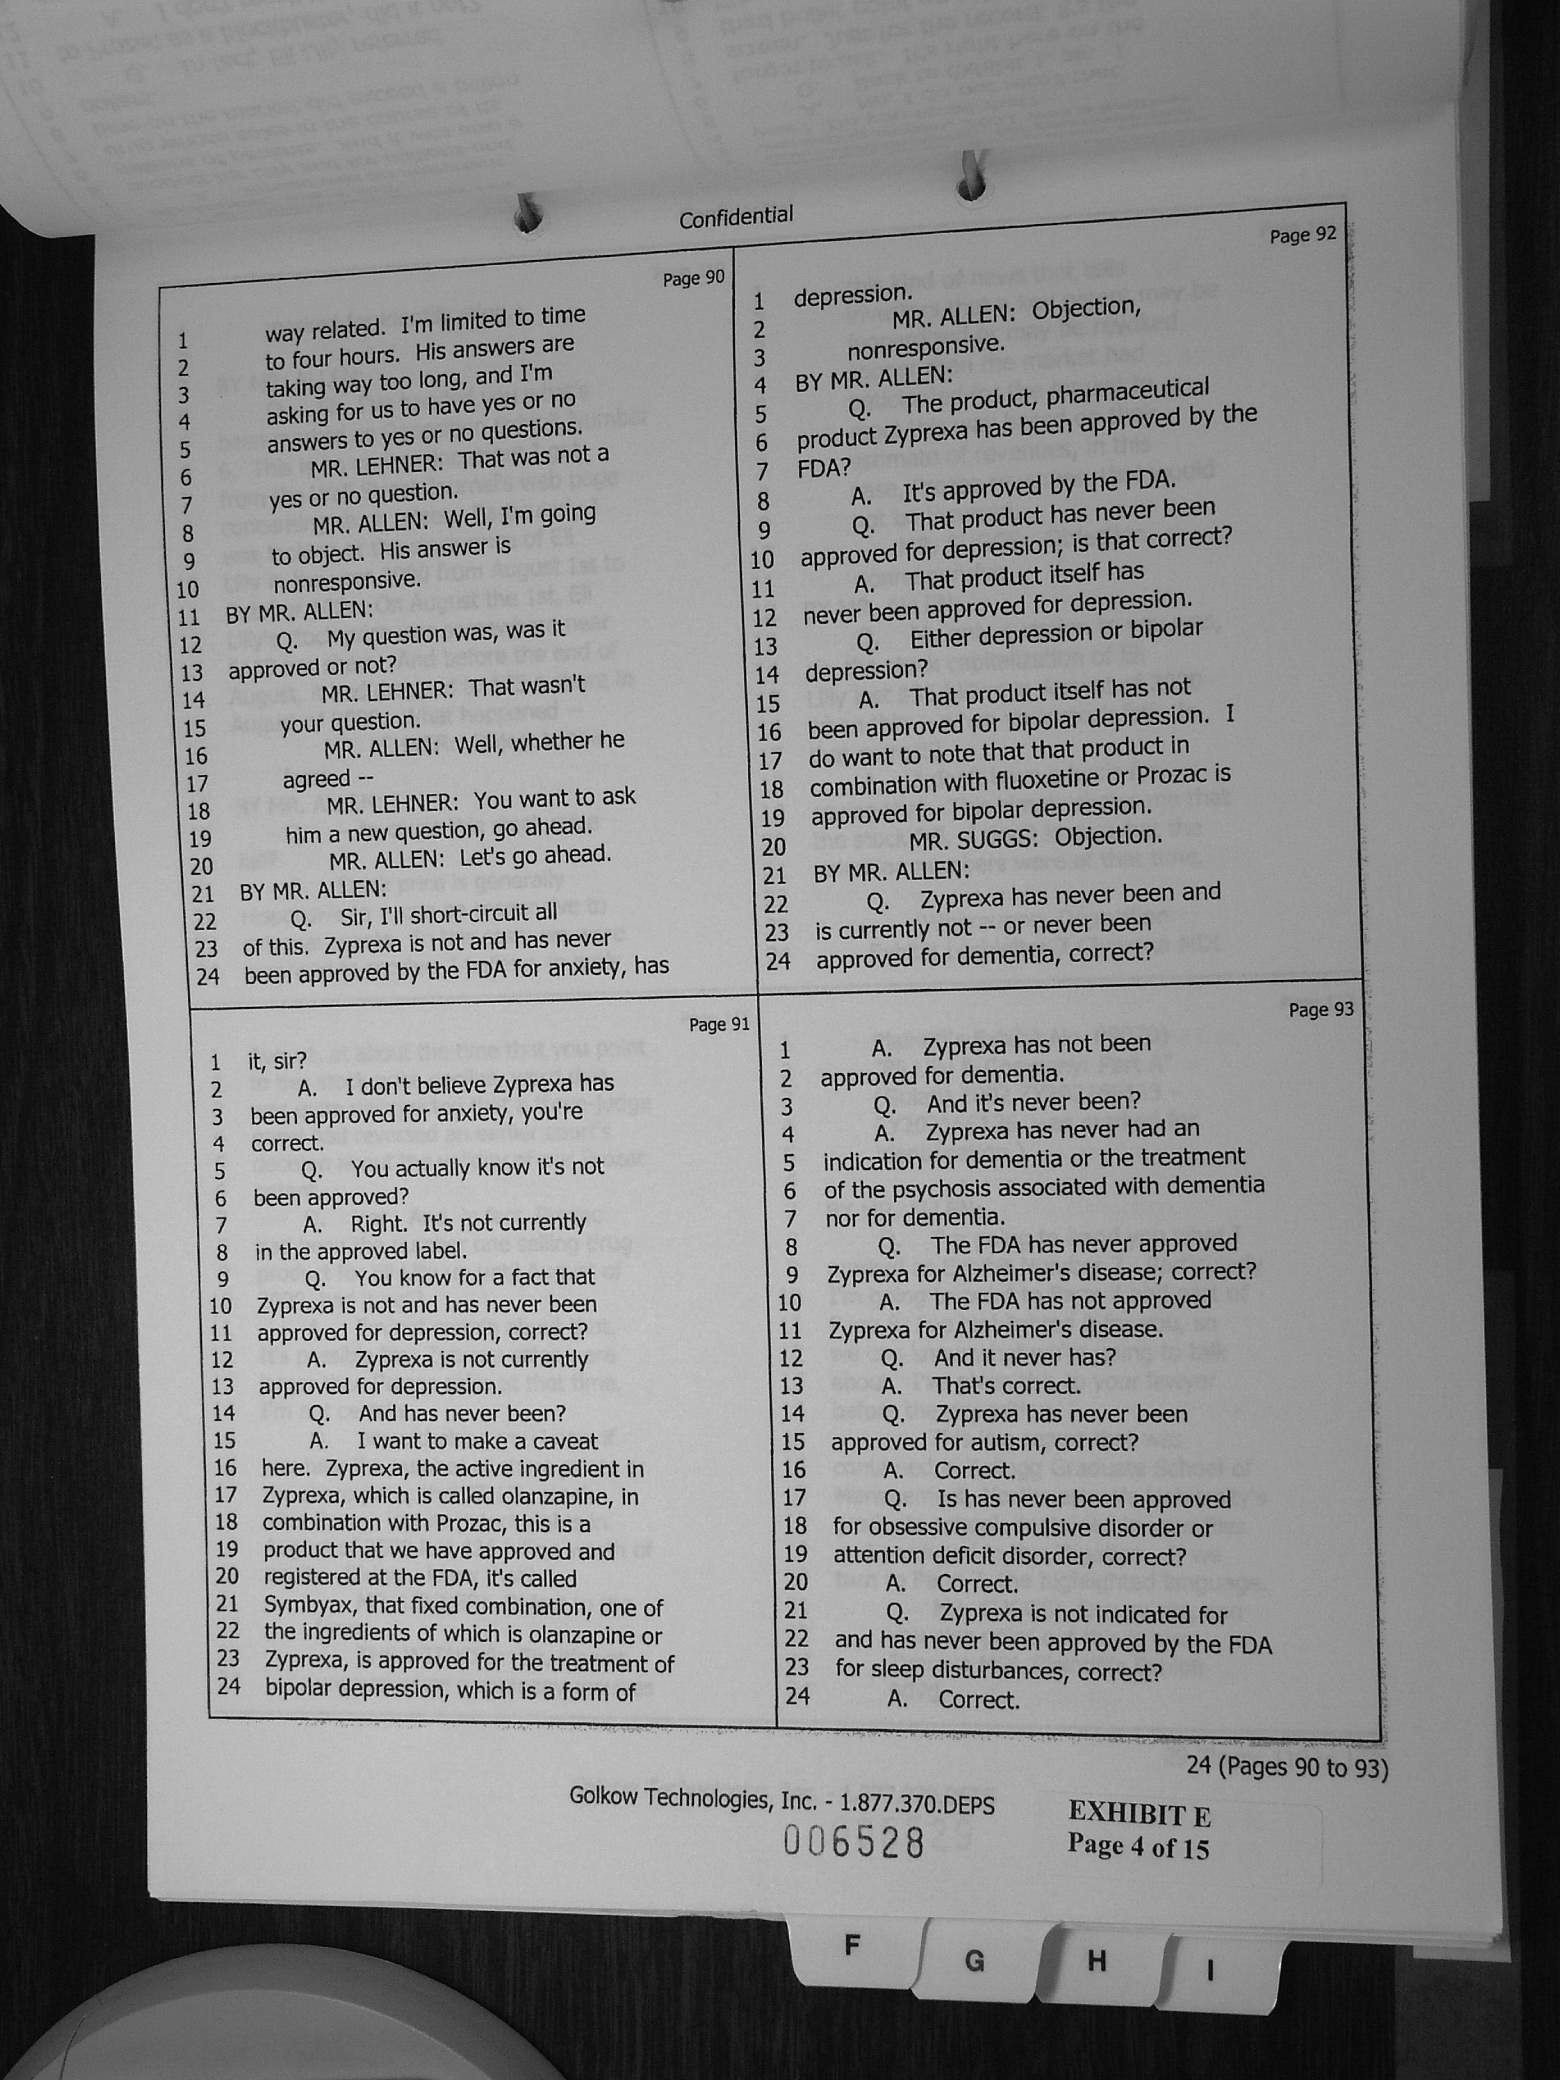 Confidential
Page 90
1 way related. I'm limited to time
2 to four hours. His answers are
3 taking way too long, and I'm
4 asking for us to have yes or no
5 answers to yes or no questions.
6 MR. LEHNER: That was not a
7 yes or no question.
8 MR. ALLEN: Well, I'm going
9 to object. His answer is
10 nonresponsive.
11 BY MR. ALLEN:
12 Q. My question was, was it
13 approved or not?
14 MR. LEHNER: That wasn't
15 your question.
16 MR. ALLEN: Well, whether he
17 agreed --
18 MR. LEHNER: You want to ask
19 him a new question, go ahead.
20 MR. ALLEN: Let's go ahead.
21 BY MR. ALLEN:
22 Q. Sir, I'll short-circuit all
23 of this. Zyprexa is not and has never
24 been approved by the FDA for anxiety, has
Page 91
1 it, sir?
2 A. I don't believe Zyprexa has
3 been approved for anxiety, you're
4 correct.
5 Q. You actually know it's not
6 been approved?
7 A. Right. It's not currently
8 in the approved label.
9 Q. You know for a fact that
10 Zyprexa is not and has never been
11 approved for depression, correct?
12 A. Zyprexa is not currently
13 approved for depression.
14 Q. And has never been?
15 A. I want to make a caveat
16 here. Zyprexa, the active ingredient in
17 Zyprexa, which is called olanzapine, in
18 combination with Prozac, this is a
19 product that we have approved and
20 registered at the FDA, it's called
21 Symbyax, that fixed combination, one of
22 the ingredients of which is olanzapine or
23 Zyprexa, is approved for the treatment of
24 bipolar depression, which is a form of
Page 92
1 depression.
2 MR. ALLEN: Objection,
3 nonresponsive.
4 BY MR. ALLEN:
5 Q. The product, pharmaceutical
6 product Zyprexa has been approved by the
7 FDA?
8 A. It's approved by the FDA.
9 Q. That product has never been
10 approved for depression; is that correct?
11 A. That product itself has
12 never been approved for depression.
13 Q. Either depression or bipolar
14 depression?
15 A. That product itself has not
16 been approved for bipolar depression. I
17 do want to note that that product in
18 combination with fluoxetine or Prozac is
19 approved for bipolar depression.
20 MR. SUGGS: Objection.
21 BY MR. ALLEN:
22 Q. Zyprexa has never been and
23 is currently not -- or never been
24 approved for dementia, correct?
Page 93
1 A. Zyprexa has not been
2 approved for dementia.
3 Q. And it's never been?
4 A. Zyprexa has never had an
5 indication for dementia or the treatment
6 of the psychosis associated with dementia
7 nor for dementia.
8 Q. The FDA has never approved
9 Zyprexa for Alzheimer's disease; correct?
10 A. The FDA has not approved
11 Zyprexa for Alzheimer's disease.
12 Q. And it never has?
13 A. That's correct.
14 Q. Zyprexa has never been
15 approved for autism, correct?
16 A. Correct.
17 Q. Is has never been approved
18 for obsessive compulsive disorder or
19 attention deficit disorder, correct?
20 A. Correct.
21 Q. Zyprexa is not indicated for
22 and has never been approved by the FDA
23 for sleep disturbances, correct?
24 A. Correct.
24 (Pages 90 to 93)
Golkow Technologies, Inc. - 1.877.370.DEPS
006528
EXHIBIT E
Page 4 of 15
F
G
H
I